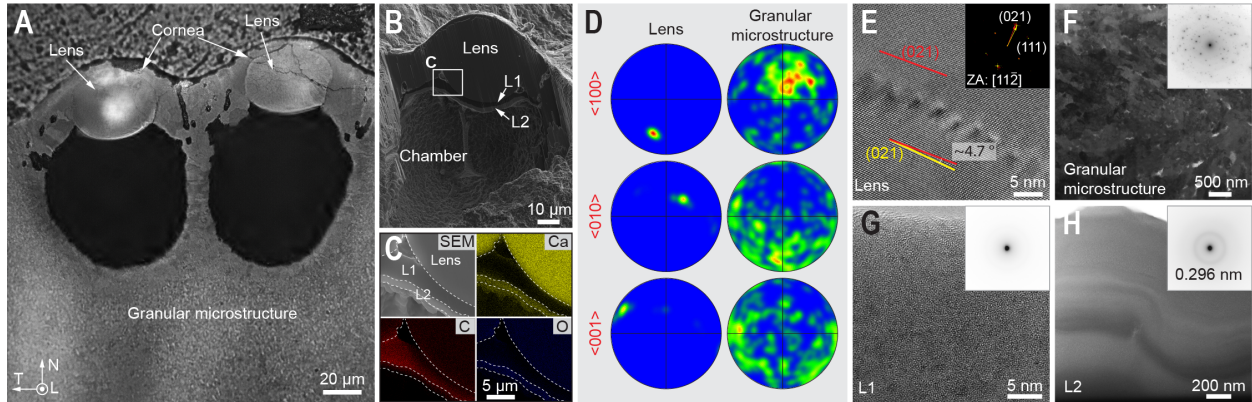 A
Lens
Cornea
Lens
Granular microstructure
N
T
L
20 µm
B
Lens
C
L1
L2
Chamber
10 µm
C
SEM
Lens
L1
L2
Ca
C
O
5 µm
D
Lens
Granular
microstructure
<100>
<010>
<001>
E
(021)
(021)
(111)
ZA: [112̅]
(021)
~4.7 °
Lens
5 nm
F
Granular
microstructure
500 nm
G
L1
5 nm
H
0.296 nm
L2
200 nm